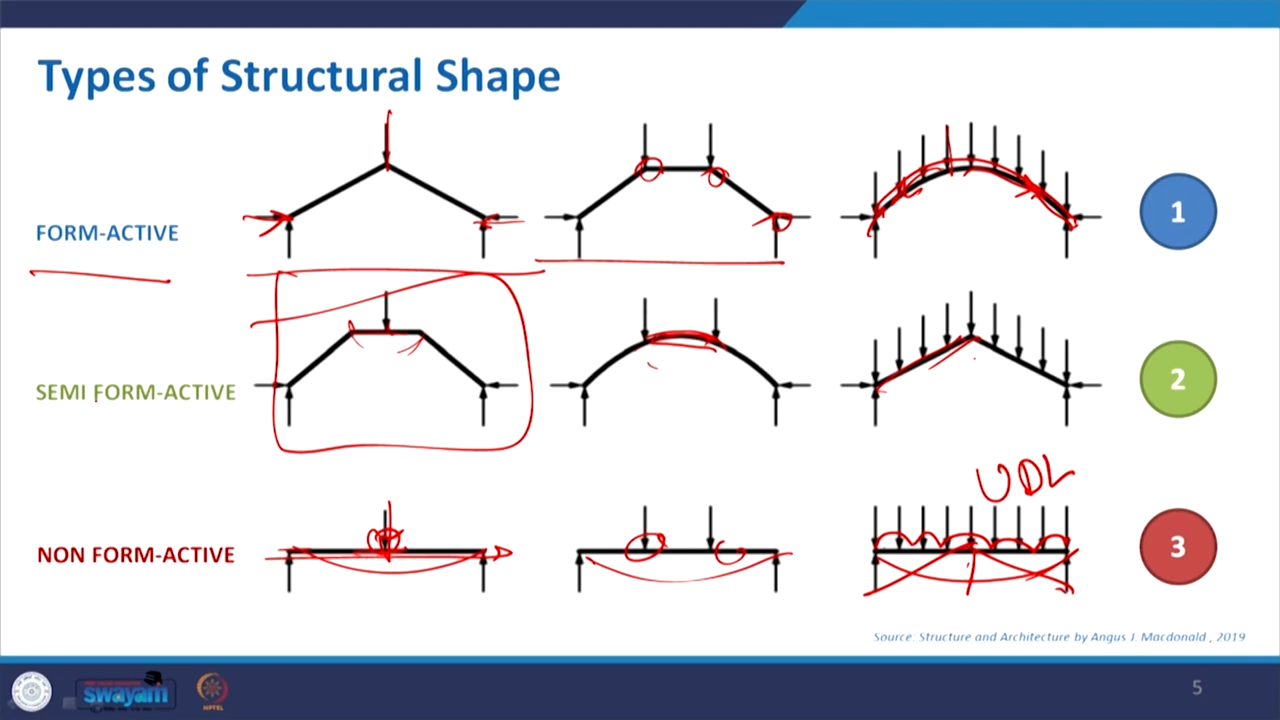 Types of Structural Shape
FORM-ACTIVE
1
SEMI FORM-ACTIVE
2
UDL
NON FORM-ACTIVE
3
Source: Structure and Architecture by Angus J. Macdonald , 2019
swayam
NPTEL
5